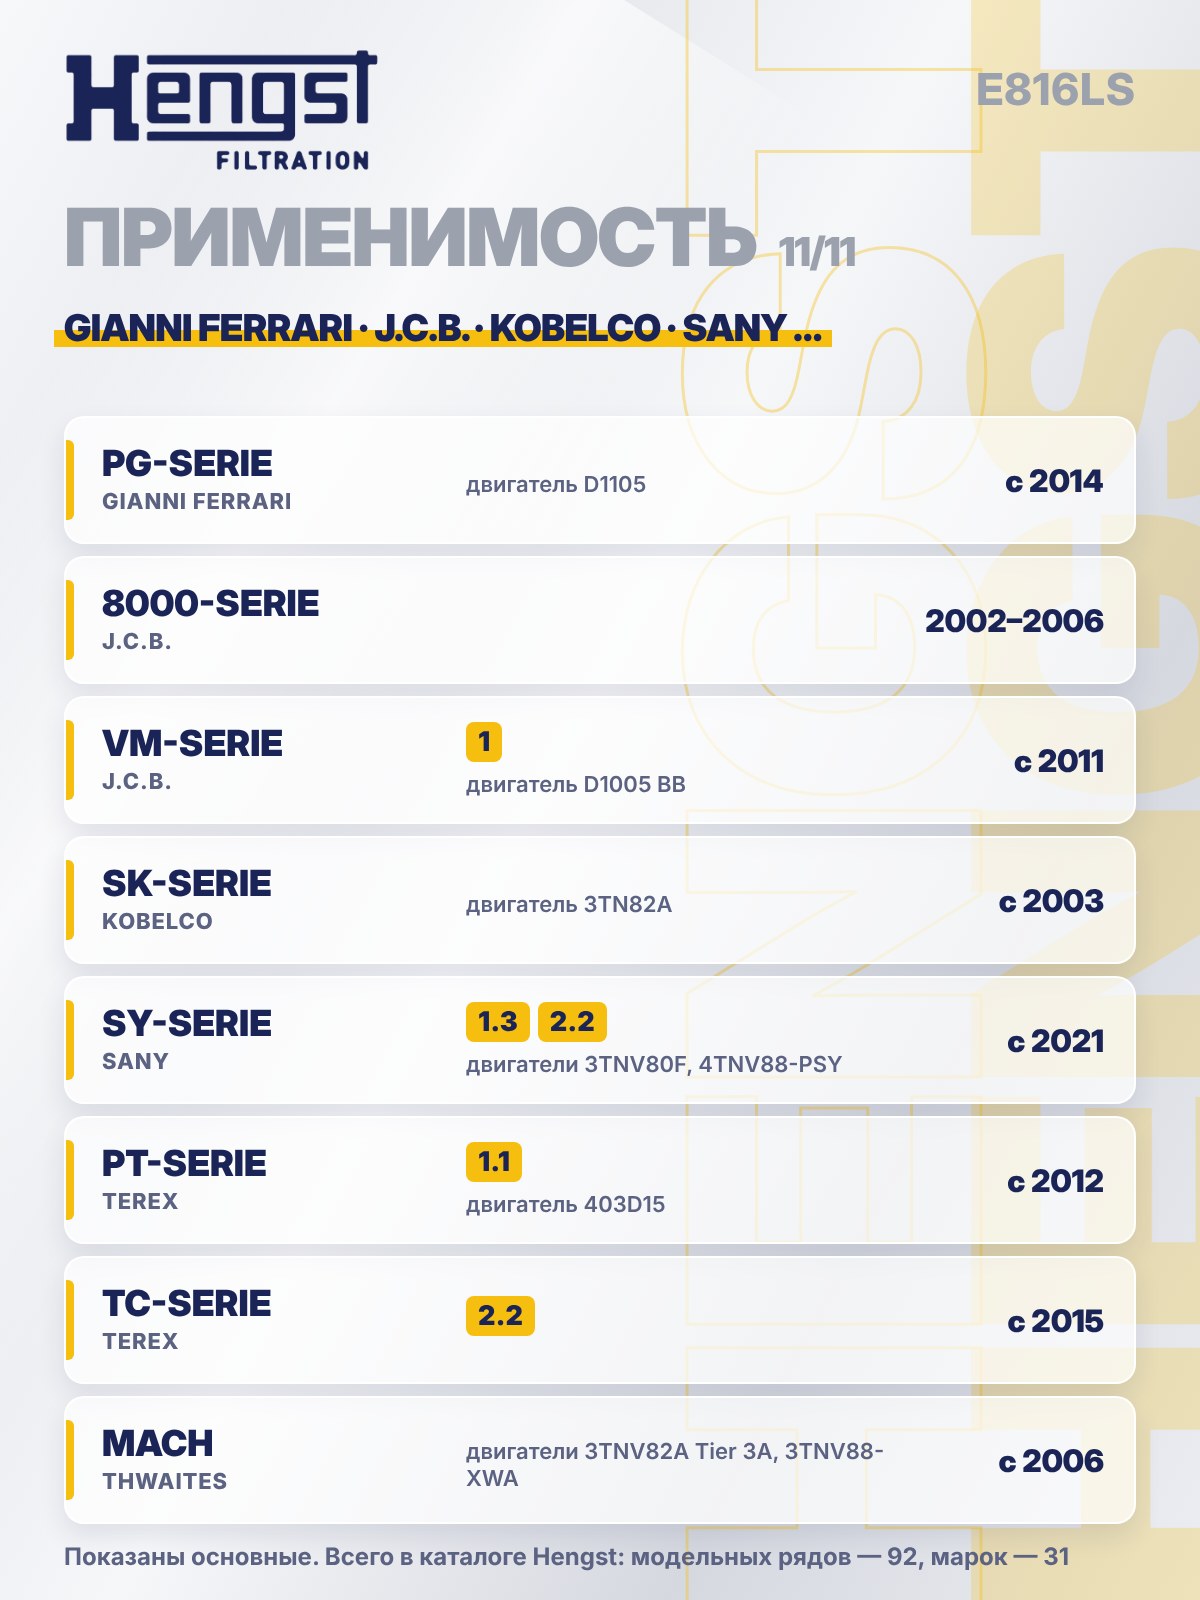 Hengst
FILTRATION
E816LS
ПРИМЕНИМОСТЬ 11/11
GIANNI FERRARI · J.C.B. · KOBELCO · SANY ...
PG-SERIE
GIANNI FERRARI
двигатель D1105
с 2014
8000-SERIE
J.C.B.
2002–2006
VM-SERIE
J.C.B.
1
двигатель D1005 BB
с 2011
SK-SERIE
KOBELCO
двигатель 3TN82A
с 2003
SY-SERIE
SANY
1.3 2.2
двигатели 3TNV80F, 4TNV88-PSY
с 2021
PT-SERIE
TEREX
1.1
двигатель 403D15
с 2012
TC-SERIE
TEREX
2.2
с 2015
MACH
THWAITES
двигатели 3TNV82A Tier 3A, 3TNV88-
XWA
с 2006
Показаны основные. Всего в каталоге Hengst: модельных рядов — 92, марок — 31
HENGST
HENGST